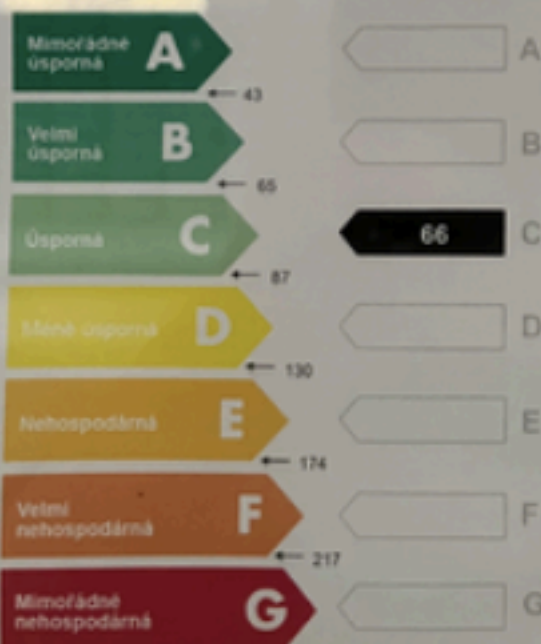 Mimořádně
úsporná
A
A
43
Velmi
úsporná
B
B
65
Úsporná
C
66
C
87
Méně úsporná
D
D
130
Nehospodárná
E
E
174
Velmi
nehospodárná
F
F
217
Mimořádně
nehospodárná
G
G